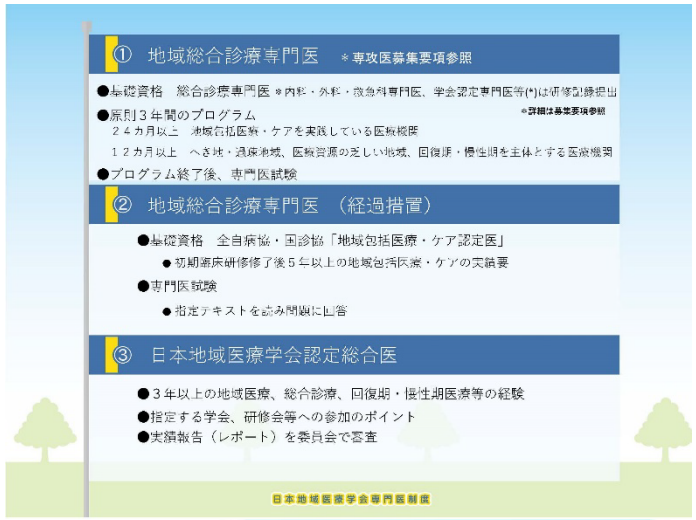 ① 地域総合診療専門医 ＊専攻医募集要項参照
●基礎資格 総合診療専門医 ＊内科・外科・救急科専門医、学会認定専門医等(*)は研修記録提出
●原則３年間のプログラム *詳細は募集要項参照
２４カ月以上 地域包括医療・ケアを実践している医療機関
１２カ月以上 へき地・過疎地域、医療資源の乏しい地域、回復期・慢性期を主体とする医療機関
●プログラム終了後、専門医試験
② 地域総合診療専門医 （経過措置）
●基礎資格 全自病協・国診協「地域包括医療・ケア認定医」
●初期臨床研修修了後５年以上の地域包括医療・ケアの実績要
●専門医試験
●指定テキストを読み問題に回答
③ 日本地域医療学会認定総合医
●３年以上の地域医療、総合診療、回復期・慢性期医療等の経験
●指定する学会、研修会等への参加のポイント
●実績報告（レポート）を委員会で審査
日本地域医療学会専門医制度